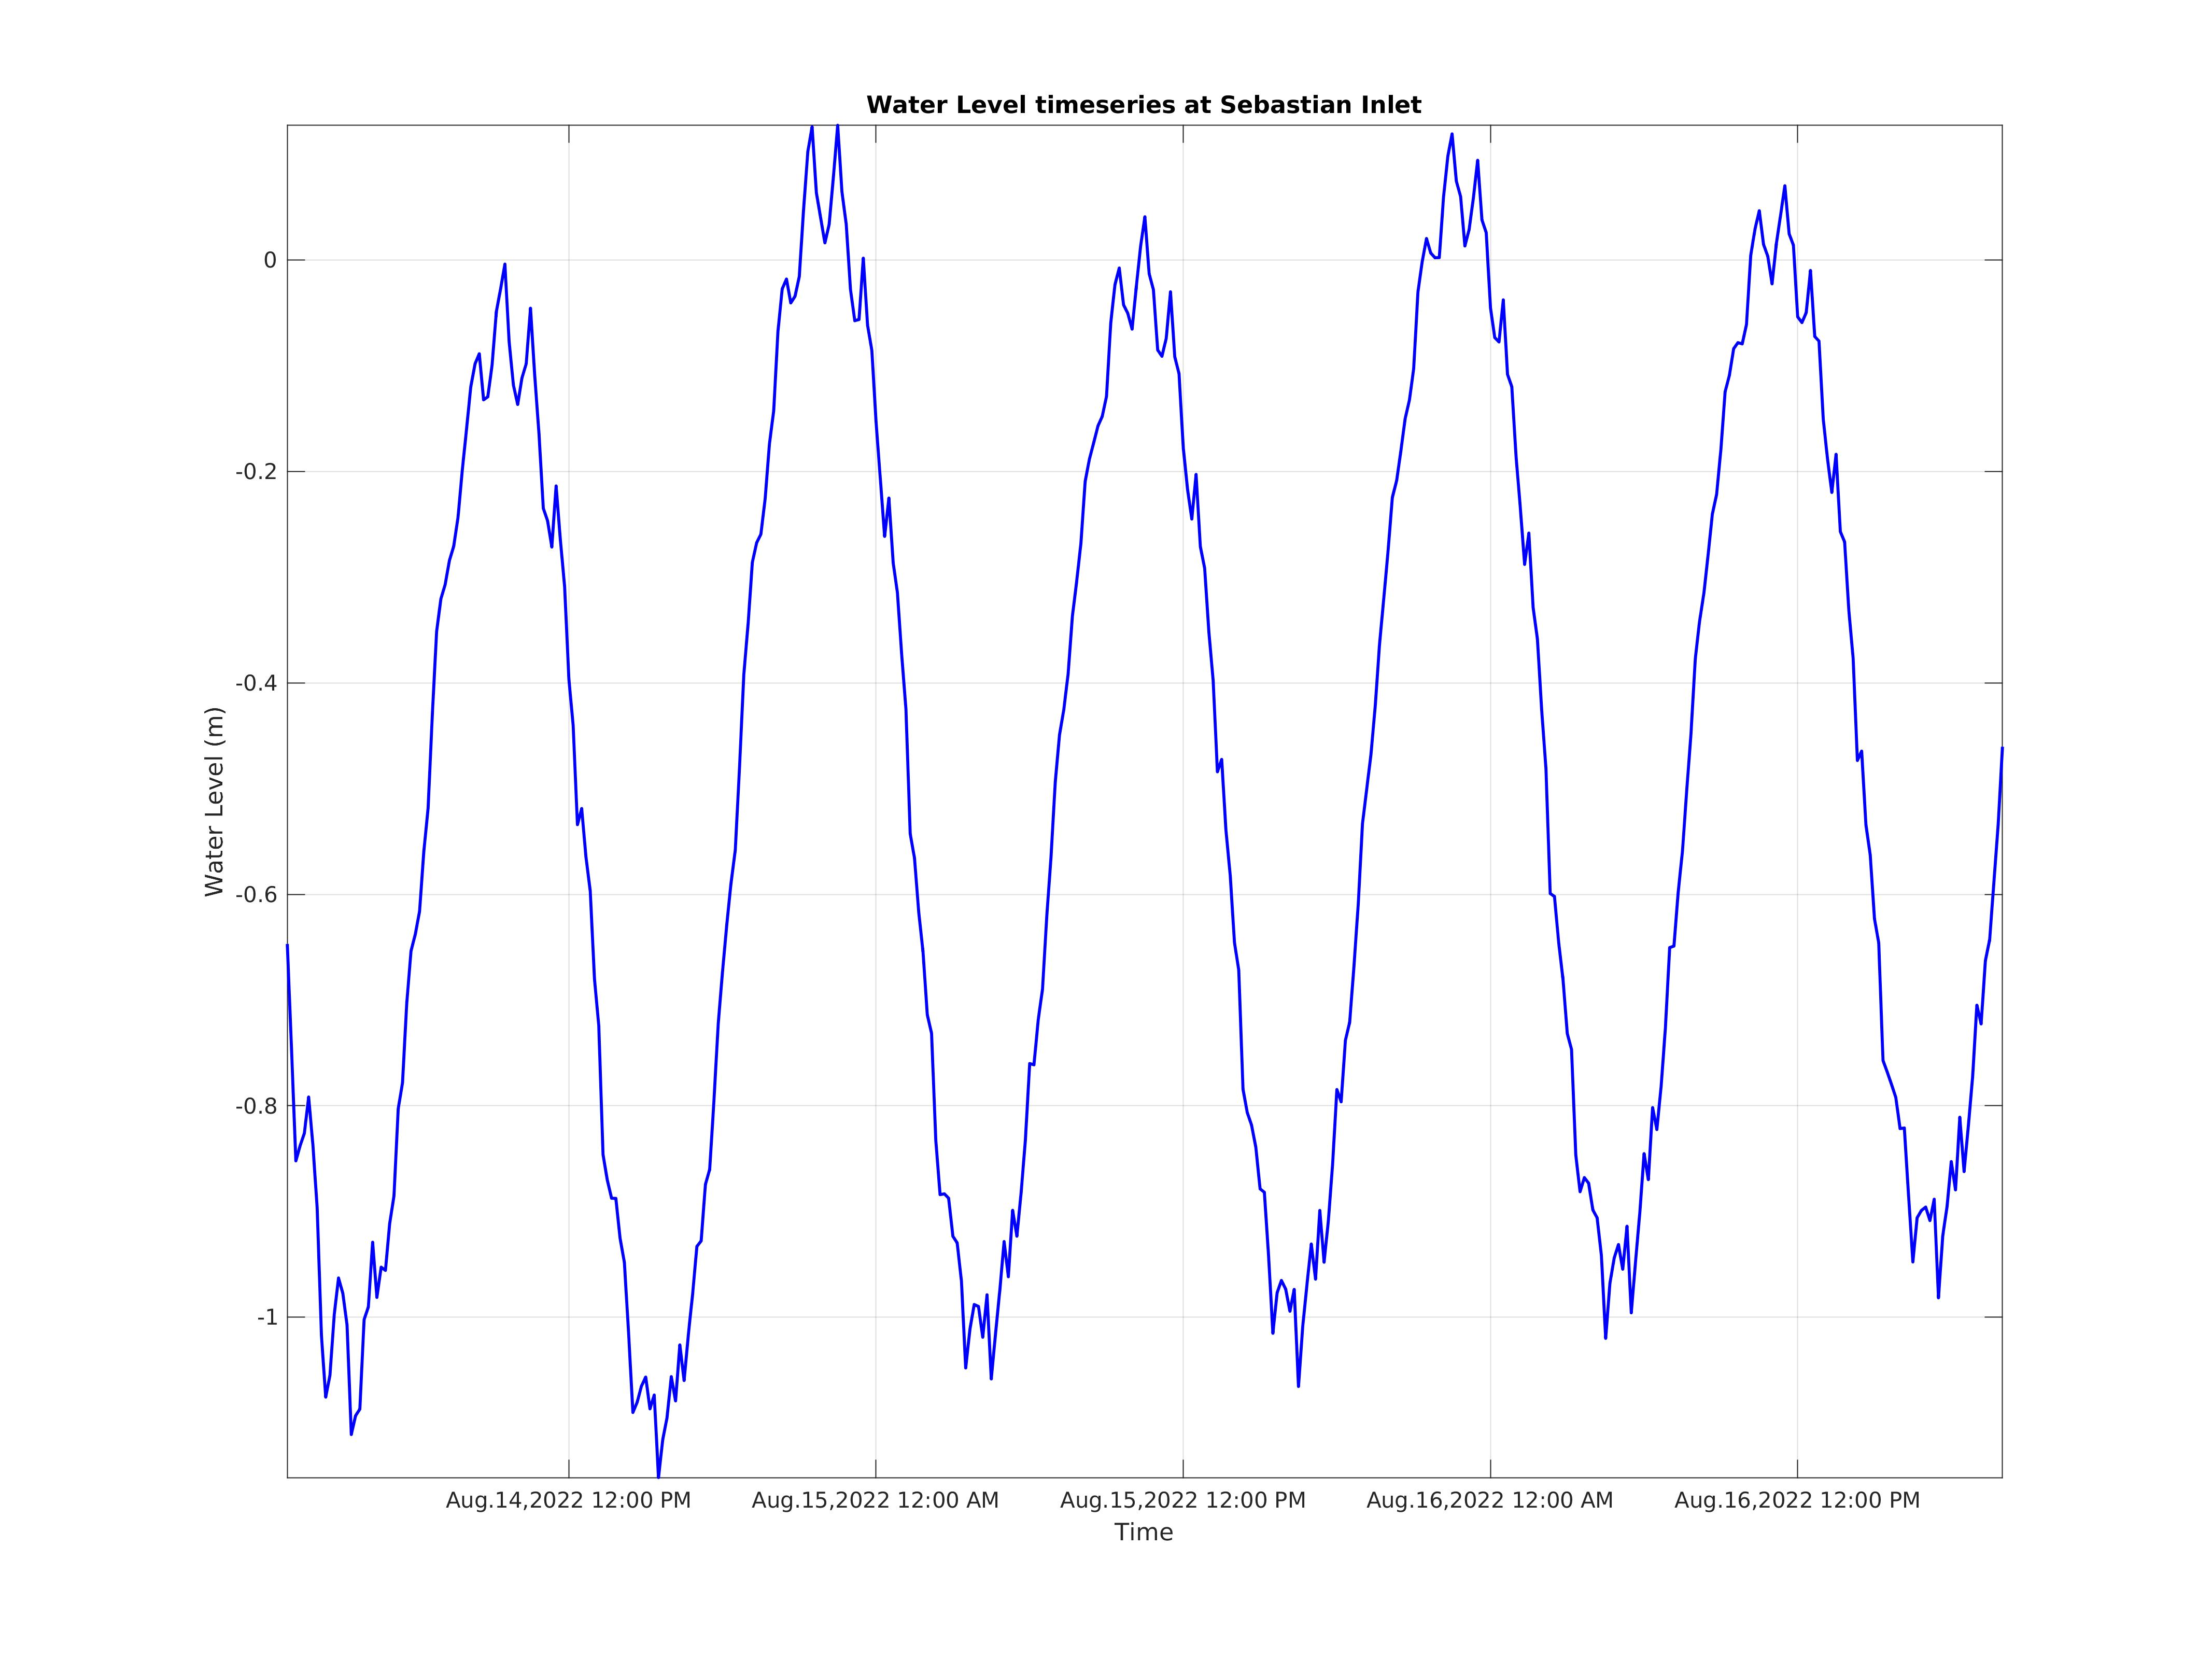 Water Level timeseries at Sebastian Inlet
0
-0.2
-0.4
-0.6
-0.8
-1
Water Level (m)
Aug.14,2022 12:00 PM
Aug.15,2022 12:00 AM
Aug.15,2022 12:00 PM
Aug.16,2022 12:00 AM
Aug.16,2022 12:00 PM
Time